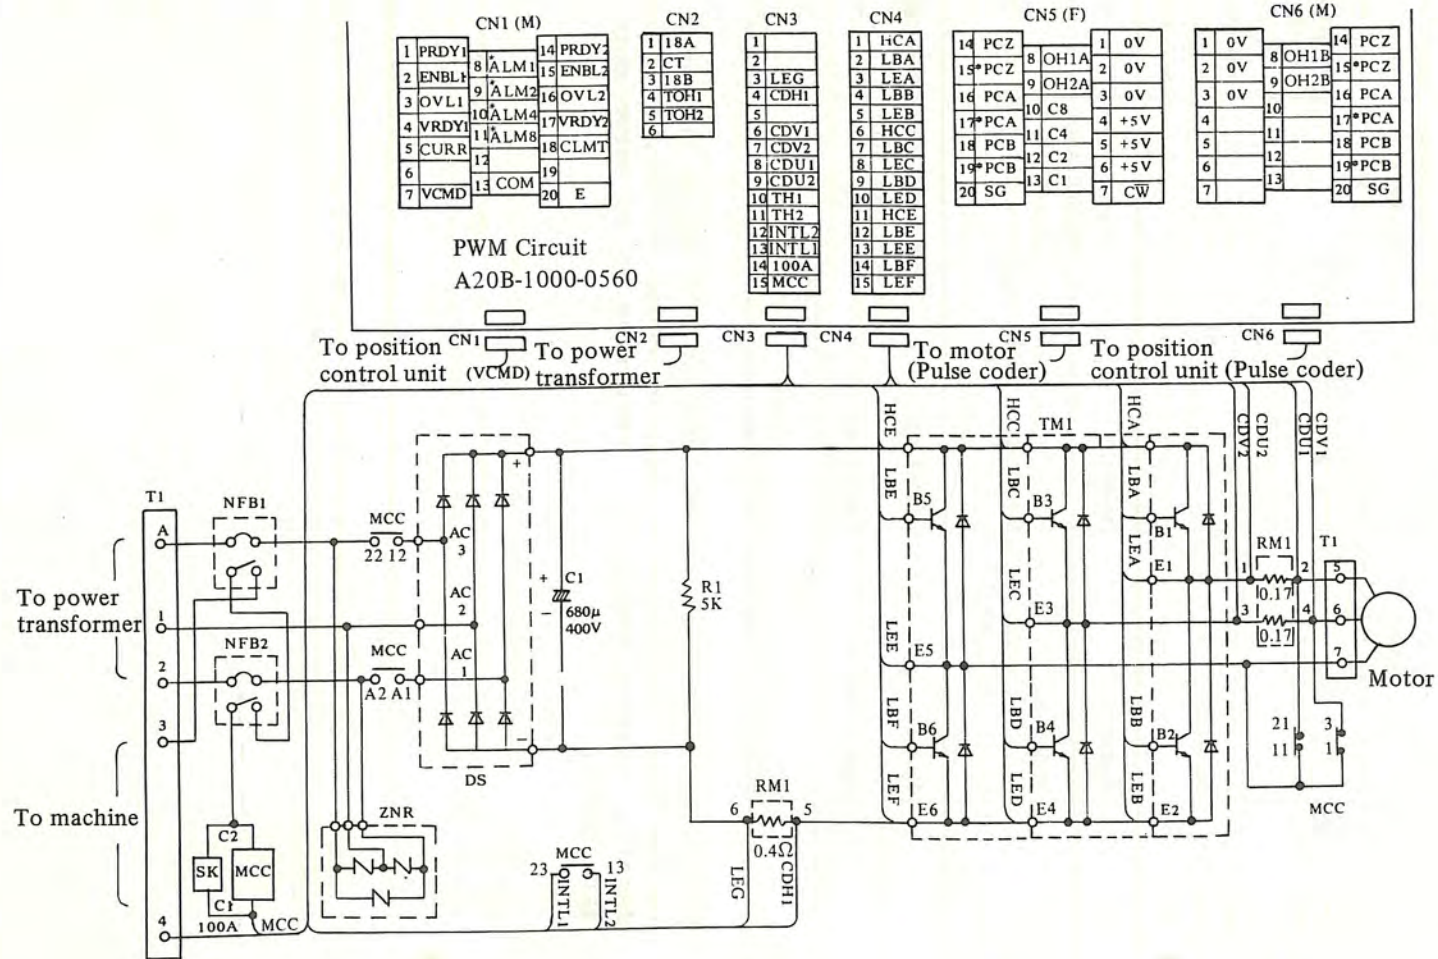 CN1 (M)
1 PRDY1
2 ENBL1
3 OVL1
4 VRDY1
5 CURR
6
7 VCMD
8 *ALM1
9 *ALM2
10 *ALM4
11 *ALM8
12
13 COM
14 PRDY2
15 ENBL2
16 OVL2
17 VRDY2
18 CLMT
19
20 E
CN2
1 18A
2 CT
3 18B
4 TOH1
5 TOH2
6
CN3
1
2
3 LEG
4 CDH1
5
6 CDV1
7 CDV2
8 CDU1
9 CDU2
10 TH1
11 TH2
12 INTL2
13 INTL1
14 100A
15 MCC
CN4
1 HCA
2 LBA
3 LEA
4 LBB
5 LEB
6 HCC
7 LBC
8 LEC
9 LBD
10 LED
11 HCE
12 LBE
13 LEE
14 LBF
15 LEF
CN5 (F)
14 PCZ
15 *PCZ
16 PCA
17 *PCA
18 PCB
19 *PCB
20 SG
8 OH1A
9 OH2A
10 C8
11 C4
12 C2
13 C1
1 0V
2 0V
3 0V
4 +5V
5 +5V
6 +5V
7 CW̅
CN6 (M)
1 0V
2 0V
3 0V
4
5
6
7
8 OH1B
9 OH2B
10
11
12
13
14 PCZ
15 *PCZ
16 PCA
17 *PCA
18 PCB
19 *PCB
20 SG
PWM Circuit
A20B-1000-0560
CN1
CN2
CN3
CN4
CN5
CN6
To position
control unit (VCMD)
To power
transformer
To motor
(Pulse coder)
To position
control unit (Pulse coder)
HCE
HCC
HCA
TM1
CDV2
CDU2
CDU1
CDV1
LBE
LBC
LBA
B5
B3
B1
LEE
LEC
LEA
E5
E3
E1
LBF
LBD
LBB
B6
B4
B2
LEF
LED
LEB
E6
E4
E2
T1
A
1
2
3
4
NFB1
NFB2
To power
transformer
To machine
MCC
22 12
MCC
A2 A1
AC
3
AC
2
AC
1
+
−
DS
+
−
C1
680μ
400V
R1
5K
ZNR
C2
SK
MCC
C1
100A
MCC
MCC
23 13
INTL1
INTL2
RM1
6 5
0.4Ω
LEG
CDH1
RM1
1 2
0.17
3 4
0.17
T1
5
6
7
Motor
21
11
3
1
MCC